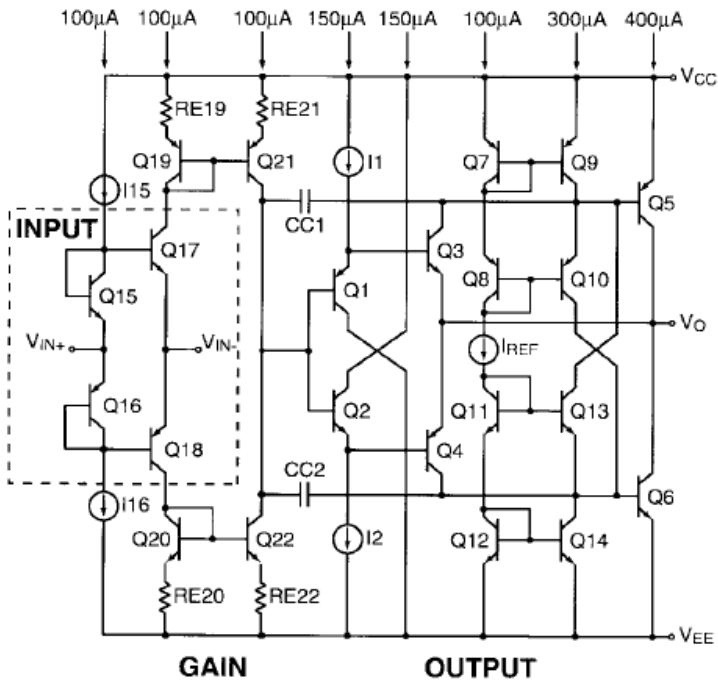 100μA 100μA 100μA 150μA 150μA 100μA 300μA 400μA
VCC
RE19 RE21
Q19 Q21 I1 Q7 Q9
I15 Q5
CC1
INPUT
Q17 Q3
Q15 Q1 Q8 Q10
VIN+ VIN- IREF VO
Q16 Q2 Q11 Q13
Q18 Q4
CC2
I16 Q6
Q20 Q22 I2 Q12 Q14
RE20 RE22
VEE
GAIN OUTPUT